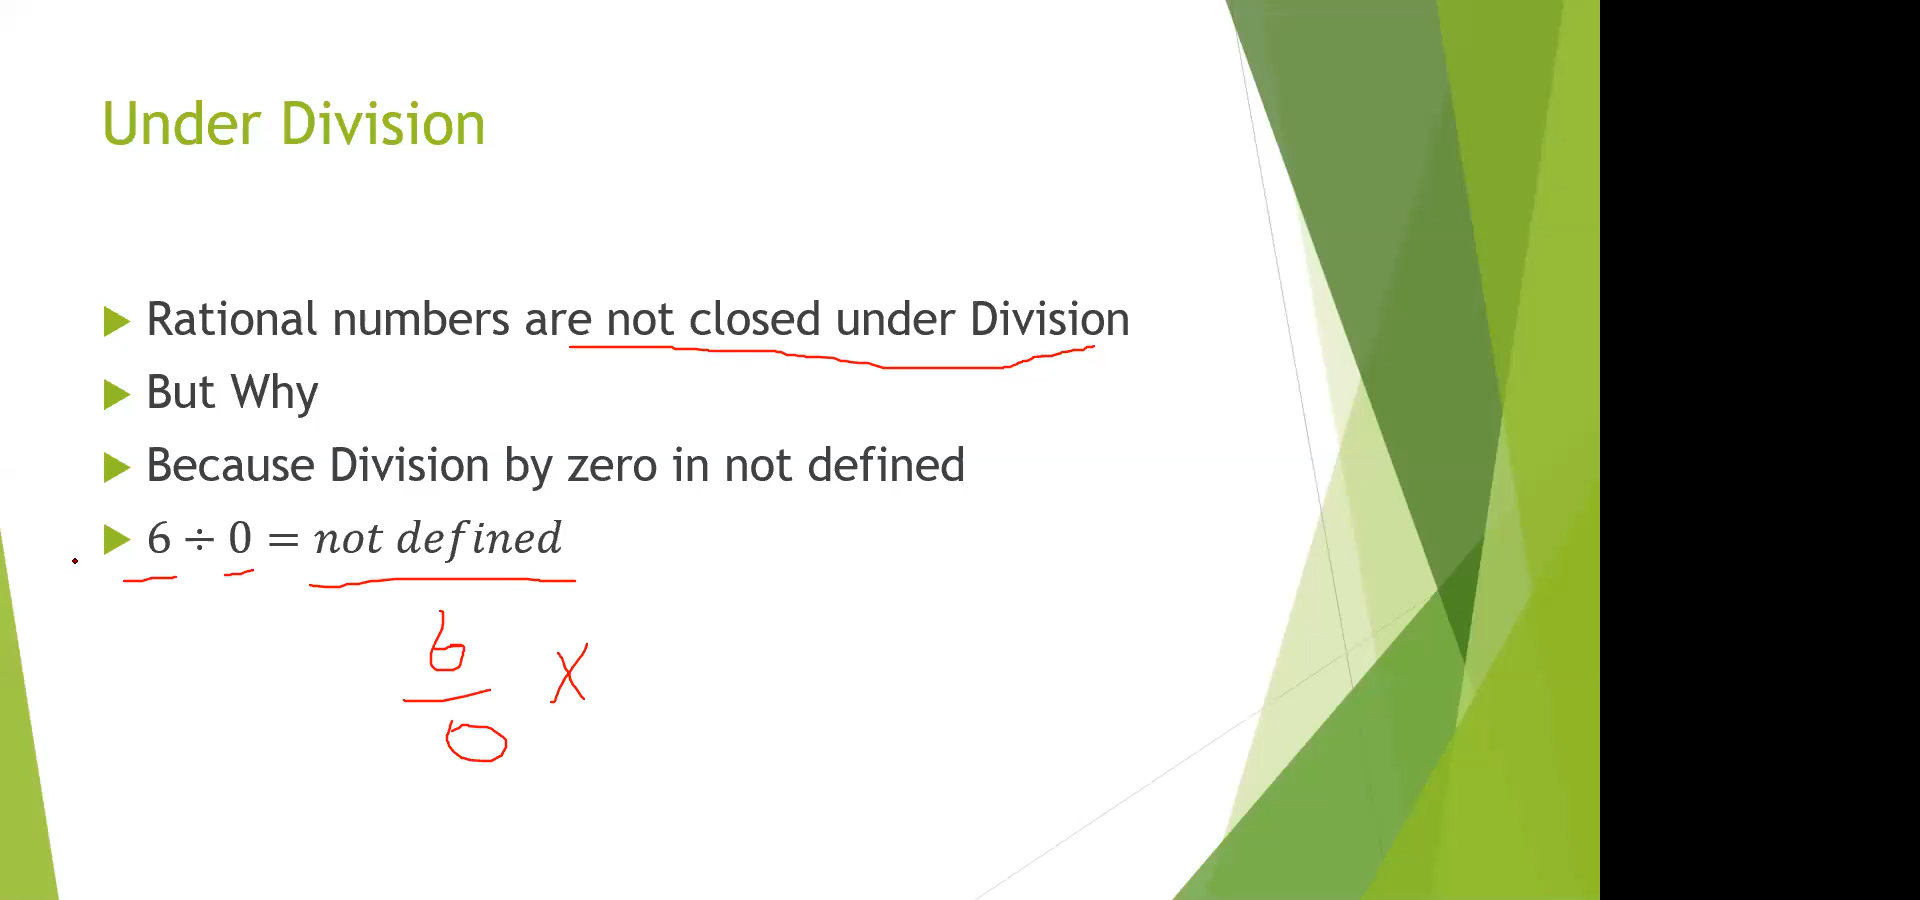 Under Division
Rational numbers are not closed under Division
But Why
Because Division by zero in not defined
6 ÷ 0 = not defined
6
0
X